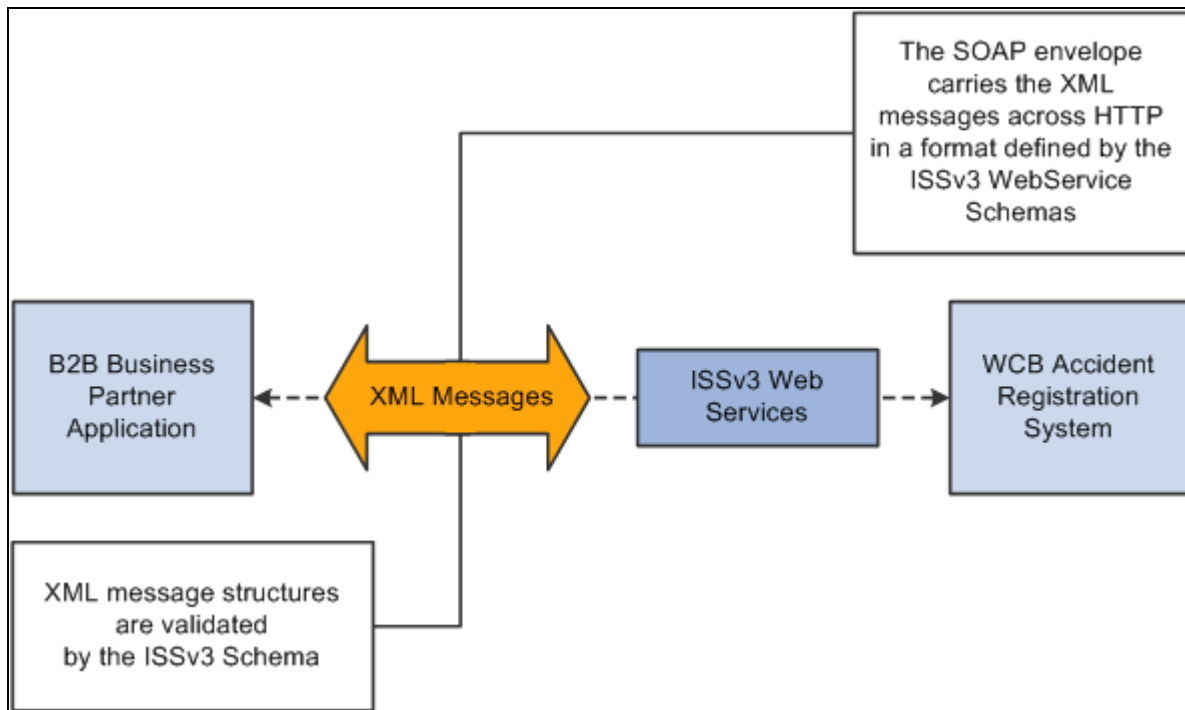 The SOAP envelope
carries the XML
messages across HTTP
in a format defined by the
ISSv3 WebService
Schemas
B2B Business
Partner
Application
XML Messages
ISSv3 Web
Services
WCB Accident
Registration
System
XML message structures
are validated
by the ISSv3 Schema